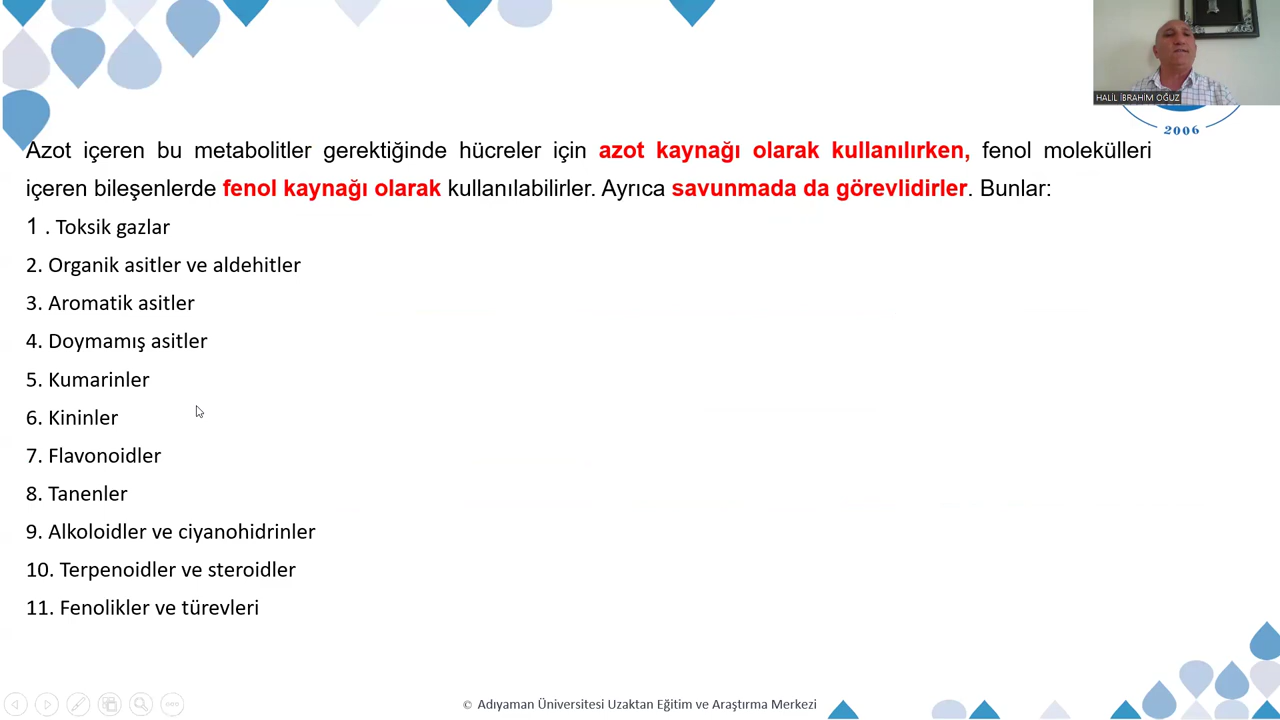 HALİL İBRAHİM OĞUZ
2006
Azot içeren bu metabolitler gerektiğinde hücreler için azot kaynağı olarak kullanılırken, fenol molekülleri
içeren bileşenlerde fenol kaynağı olarak kullanılabilirler. Ayrıca savunmada da görevlidirler. Bunlar:
1 . Toksik gazlar
2. Organik asitler ve aldehitler
3. Aromatik asitler
4. Doymamış asitler
5. Kumarinler
6. Kininler
7. Flavonoidler
8. Tanenler
9. Alkoloidler ve ciyanohidrinler
10. Terpenoidler ve steroidler
11. Fenolikler ve türevleri
© Adıyaman Üniversitesi Uzaktan Eğitim ve Araştırma Merkezi